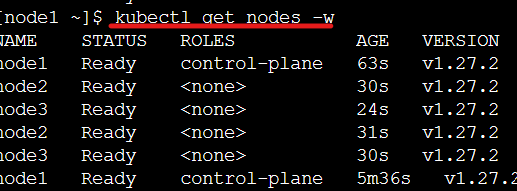 [node1 ~]$ kubectl get nodes -w
NAME STATUS ROLES AGE VERSION
node1 Ready control-plane 63s v1.27.2
node2 Ready <none> 30s v1.27.2
node3 Ready <none> 24s v1.27.2
node2 Ready <none> 31s v1.27.2
node3 Ready <none> 30s v1.27.2
node1 Ready control-plane 5m36s v1.27.2